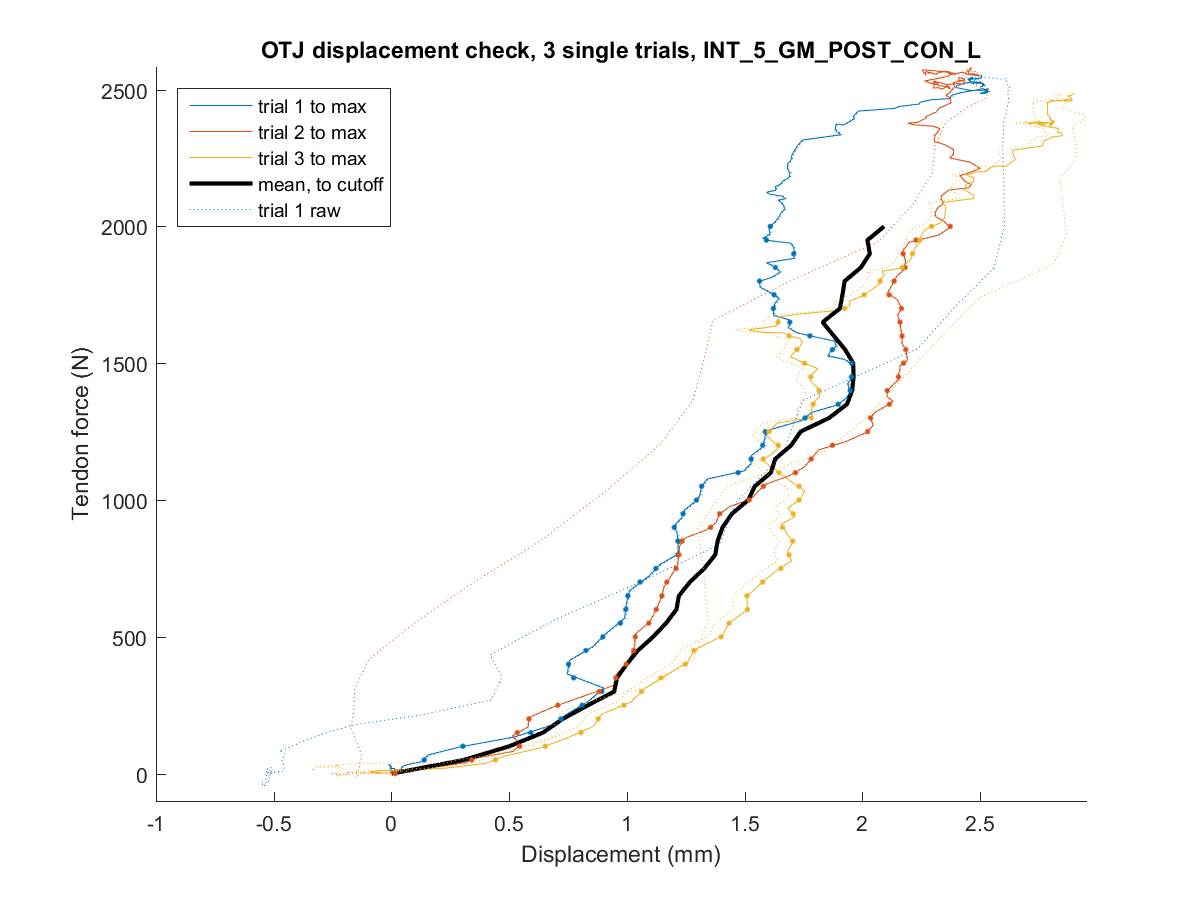 OTJ displacement check, 3 single trials, INT_5_GM_POST_CON_L
trial 1 to max
trial 2 to max
trial 3 to max
mean, to cutoff
trial 1 raw
Tendon force (N)
2500
2000
1500
1000
500
0
-1
-0.5
0
0.5
1
1.5
2
2.5
Displacement (mm)